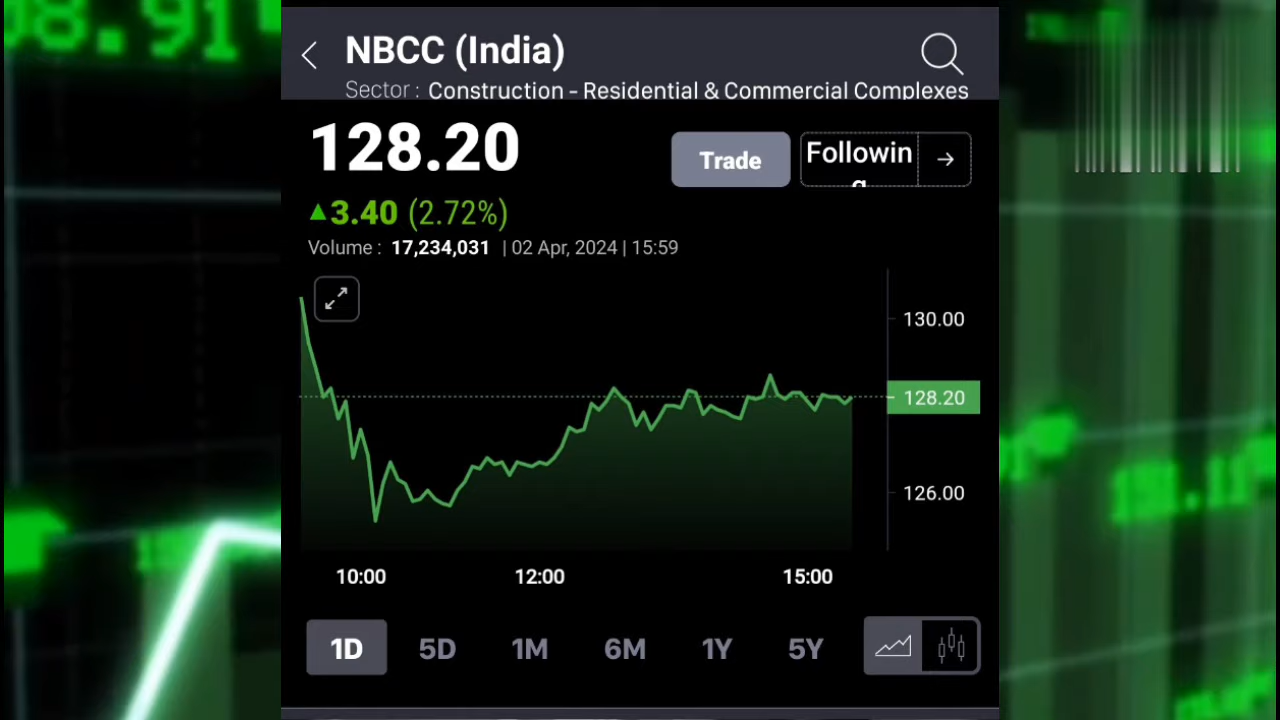 NBCC (India)
Sector : Construction - Residential & Commercial Complexes
128.20
Trade
Followin
g
▲3.40 (2.72%)
Volume : 17,234,031 | 02 Apr, 2024 | 15:59
130.00
128.20
126.00
10:00 12:00 15:00
1D 5D 1M 6M 1Y 5Y